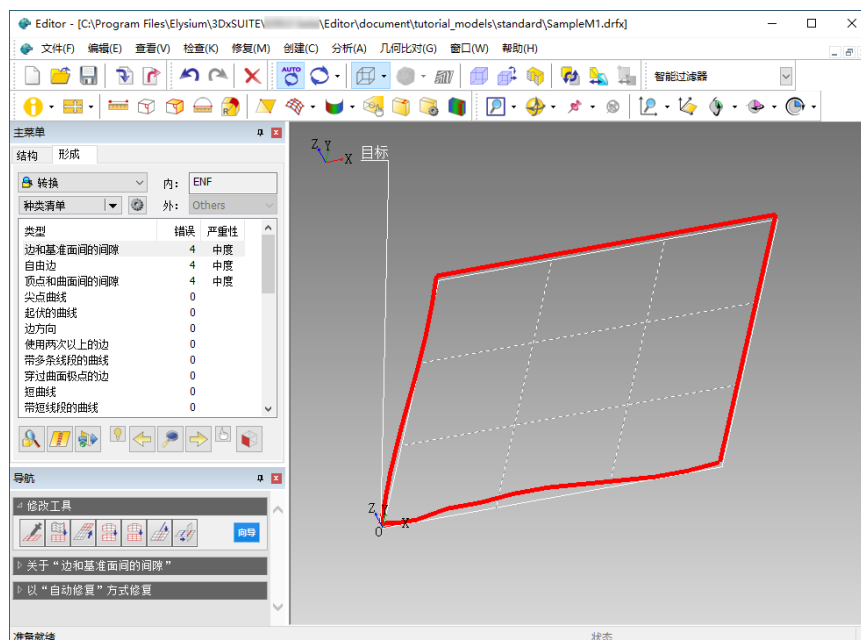 Editor - [C:\Program Files\Elysium\3DxSUITE\ \Editor\document\tutorial_models\standard\SampleM1.drfx]
文件(F) 编辑(E) 查看(V) 检查(K) 修复(M) 创建(C) 分析(A) 几何比对(G) 窗口(W) 帮助(H)
AUTO 智能过滤器
R
主菜单
结构 形成
转换 内: ENF
种类清单 外: Others
类型 错误 严重性
边和基准面间的间隙 4 中度
自由边 4 中度
顶点和曲面间的间隙 4 中度
尖点曲线 0
起伏的曲线 0
边方向 0
使用两次以上的边 0
带多条线段的曲线 0
穿过曲面极点的边 0
短曲线 0
带短线段的曲线 0
导航
修改工具
向导
关于“边和基准面间的间隙”
以“自动修复”方式修复
准备就绪 状态
Z Y X 目标
Z Y X
O